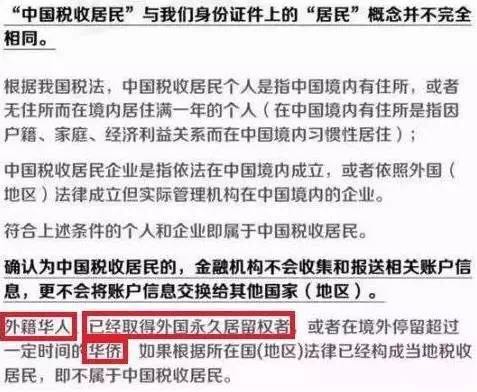 “中国税收居民”与我们身份证件上的“居民”概念并不完全
相同。
根据我国税法，中国税收居民个人是指中国境内有住所，或者
无住所而在境内居住满一年的个人（在中国境内有住所是指因
户籍、家庭、经济利益关系而在中国境内习惯性居住）；
中国税收居民企业是指依法在中国境内成立，或者依照外国（
地区）法律成立但实际管理机构在中国境内的企业。
符合上述条件的个人和企业即属于中国税收居民。
确认为中国税收居民的，金融机构不会收集和报送相关账户信
息，更不会将账户信息交换给其他国家（地区）。
外籍华人 已经取得外国永久居留权者，或者在境外停留超过
一定时间的华侨 如果根据所在国(地区)法律已经构成当地税收
居民，即不属于中国税收居民。